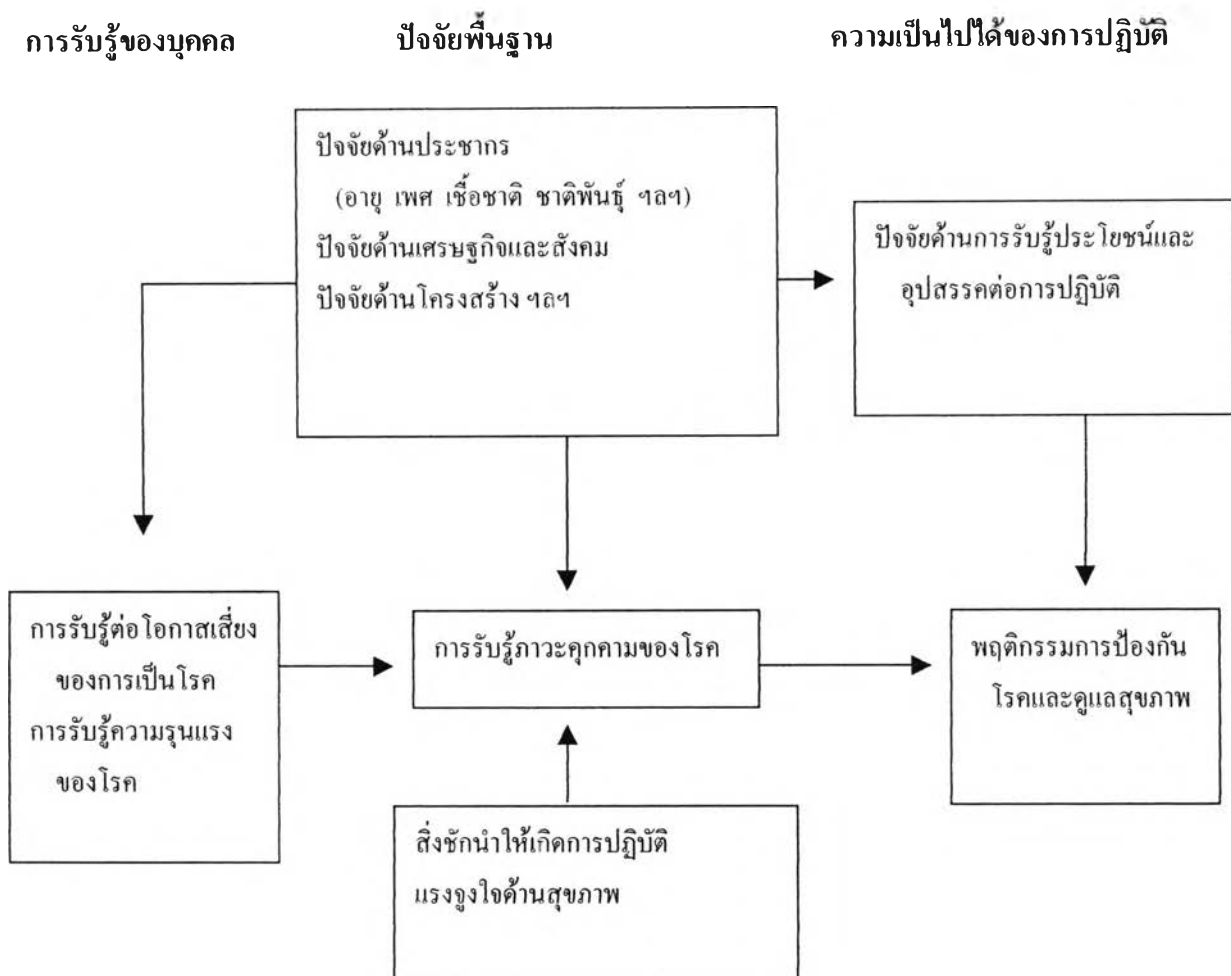 การรับรู้ของบุคคล
ปัจจัยพื้นฐาน
ความเป็นไปได้ของการปฏิบัติ
ปัจจัยด้านประชากร
(อายุ เพศ เชื้อชาติ ชาติพันธุ์ ฯลฯ)
ปัจจัยด้านเศรษฐกิจและสังคม
ปัจจัยด้านโครงสร้าง ฯลฯ
ปัจจัยด้านการรับรู้ประโยชน์และ
อุปสรรคต่อการปฏิบัติ
การรับรู้ต่อโอกาสเสี่ยง
ของการเป็นโรค
การรับรู้ความรุนแรง
ของโรค
การรับรู้ภาวะคุกคามของโรค
พฤติกรรมการป้องกัน
โรคและดูแลสุขภาพ
สิ่งชักนำให้เกิดการปฏิบัติ
แรงจูงใจด้านสุขภาพ